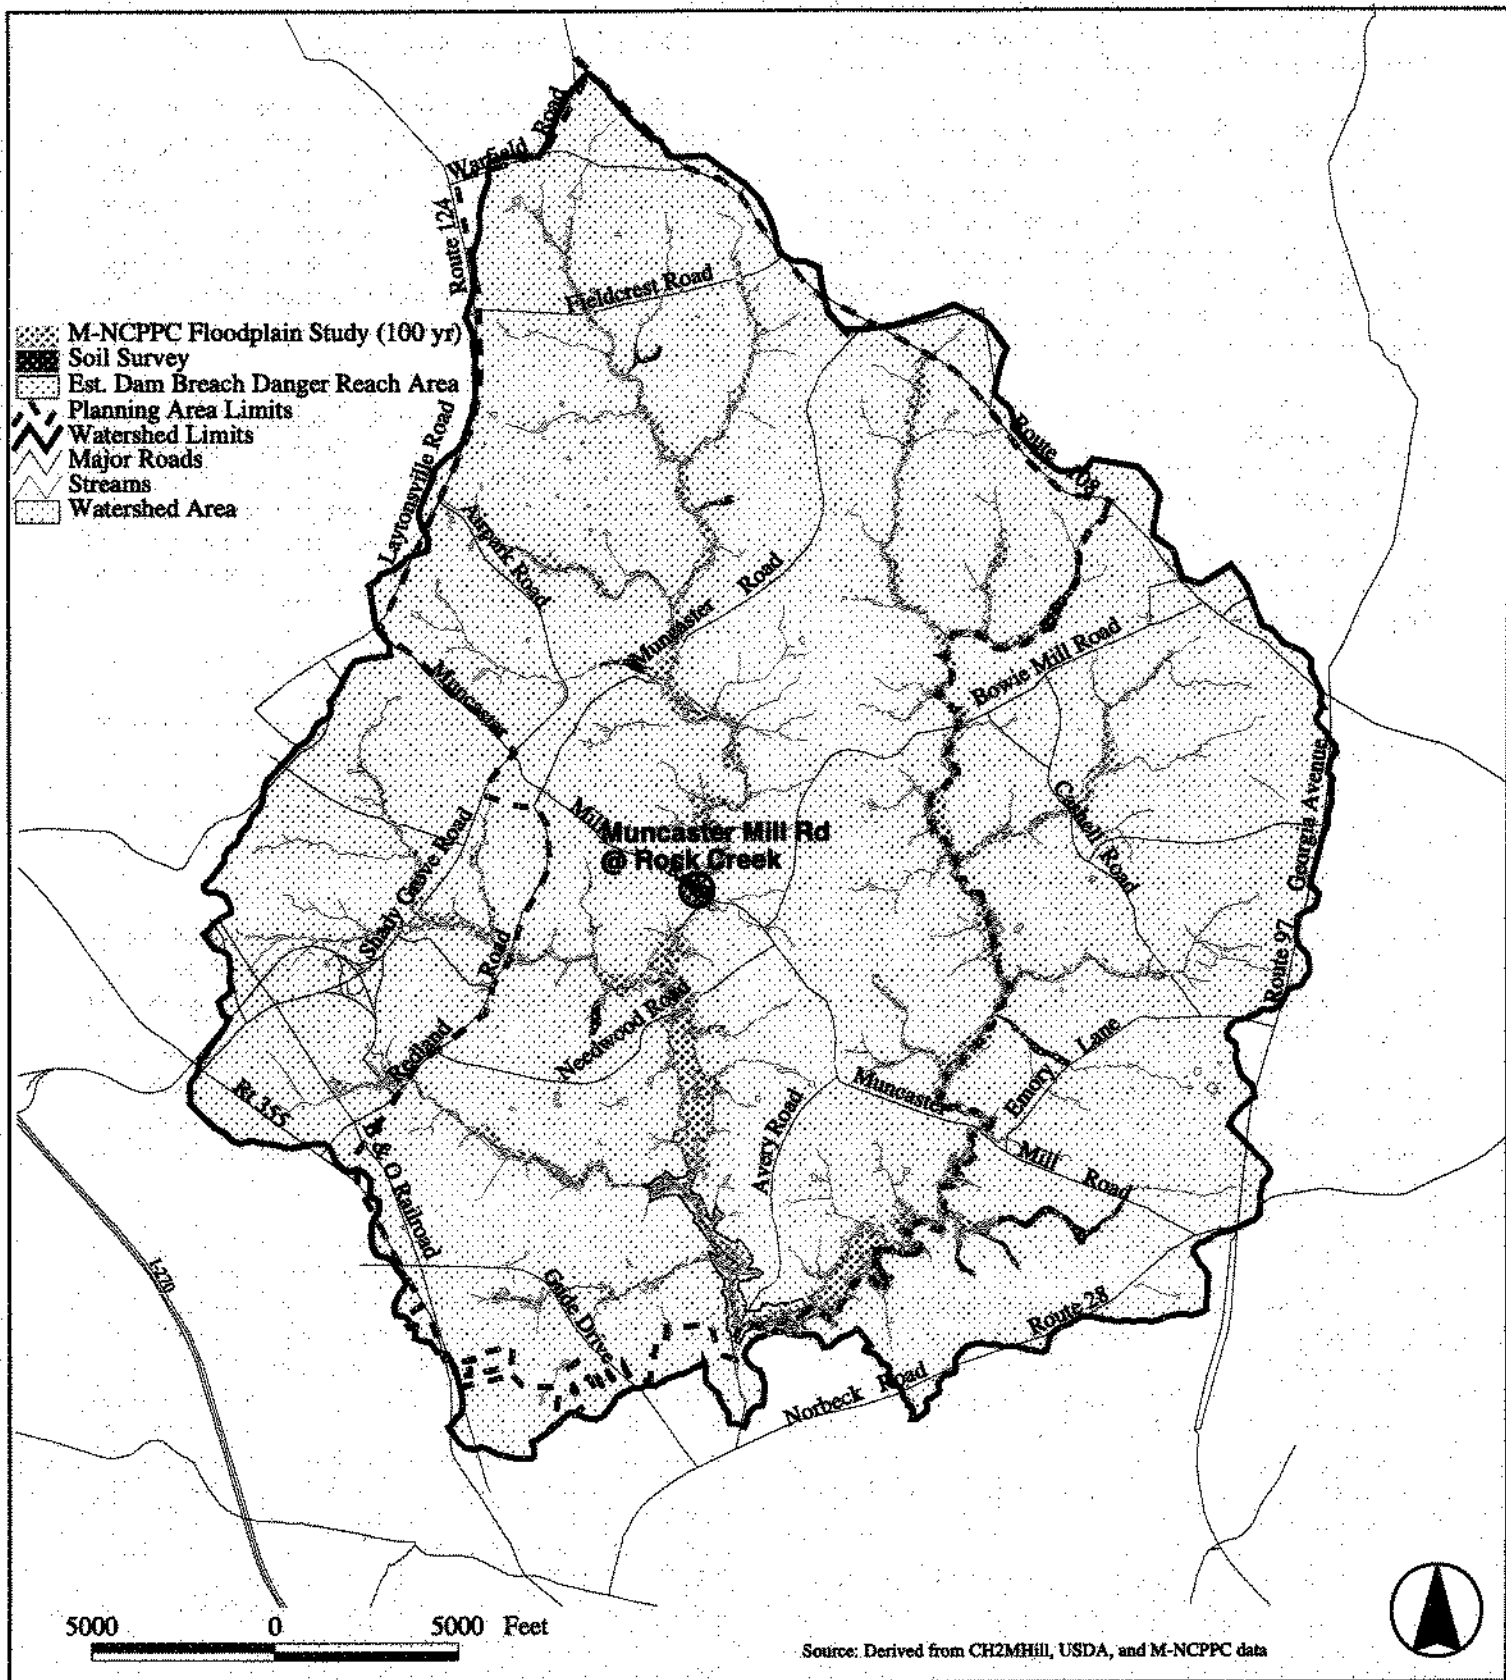 Warfield Road
Route 124
Fieldcrest Road
M-NCPPC Floodplain Study (100 yr)
Soil Survey
Est. Dam Breach Danger Reach Area
Planning Area Limits
Watershed Limits
Major Roads
Streams
Watershed Area
Laytonsville Road
Route 108
Airpark Road
Muncaster Road
Bowie Mill Road
Muncaster
Mill
Muncaster Mill Rd
@ Rock Creek
Shady Grove Road
Cashell Road
Georgia Avenue
Route 97
Redland
Road
Needwood Road
Emory Lane
Rt 355
Avery Road
Muncaster
Mill Road
B & O Railroad
I-270
Gude Drive
Route 28
Norbeck Road
5000 0 5000 Feet
Source: Derived from CH2MHill, USDA, and M-NCPPC data